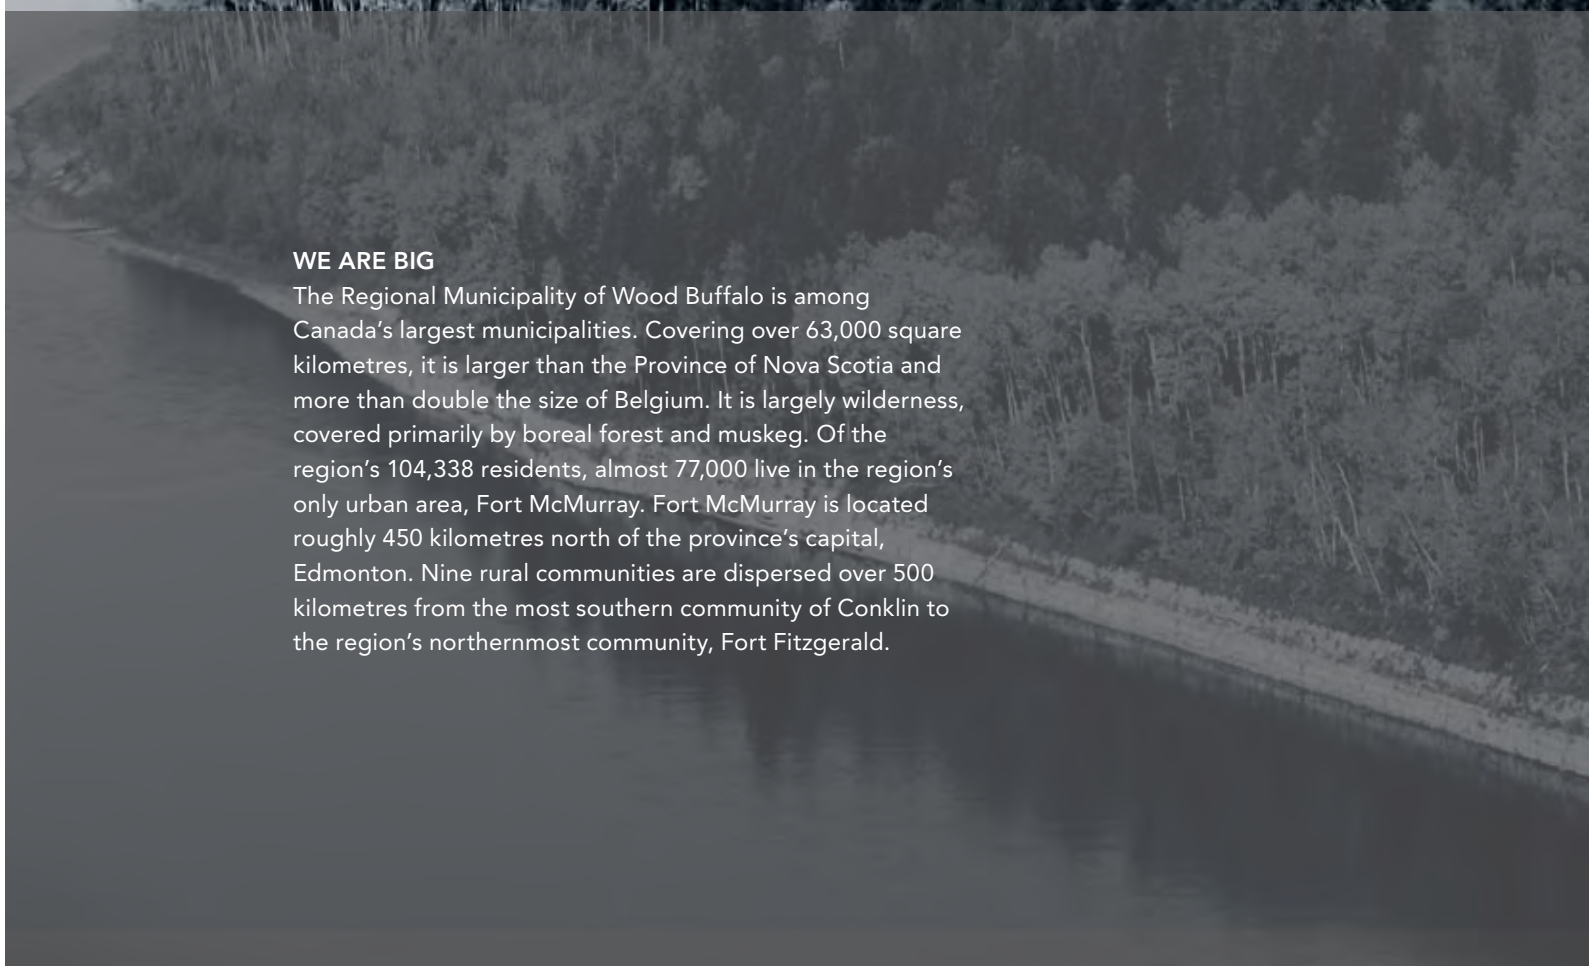 WE ARE BIG
The Regional Municipality of Wood Buffalo is among
Canada’s largest municipalities. Covering over 63,000 square
kilometres, it is larger than the Province of Nova Scotia and
more than double the size of Belgium. It is largely wilderness,
covered primarily by boreal forest and muskeg. Of the
region’s 104,338 residents, almost 77,000 live in the region’s
only urban area, Fort McMurray. Fort McMurray is located
roughly 450 kilometres north of the province’s capital,
Edmonton. Nine rural communities are dispersed over 500
kilometres from the most southern community of Conklin to
the region’s northernmost community, Fort Fitzgerald.